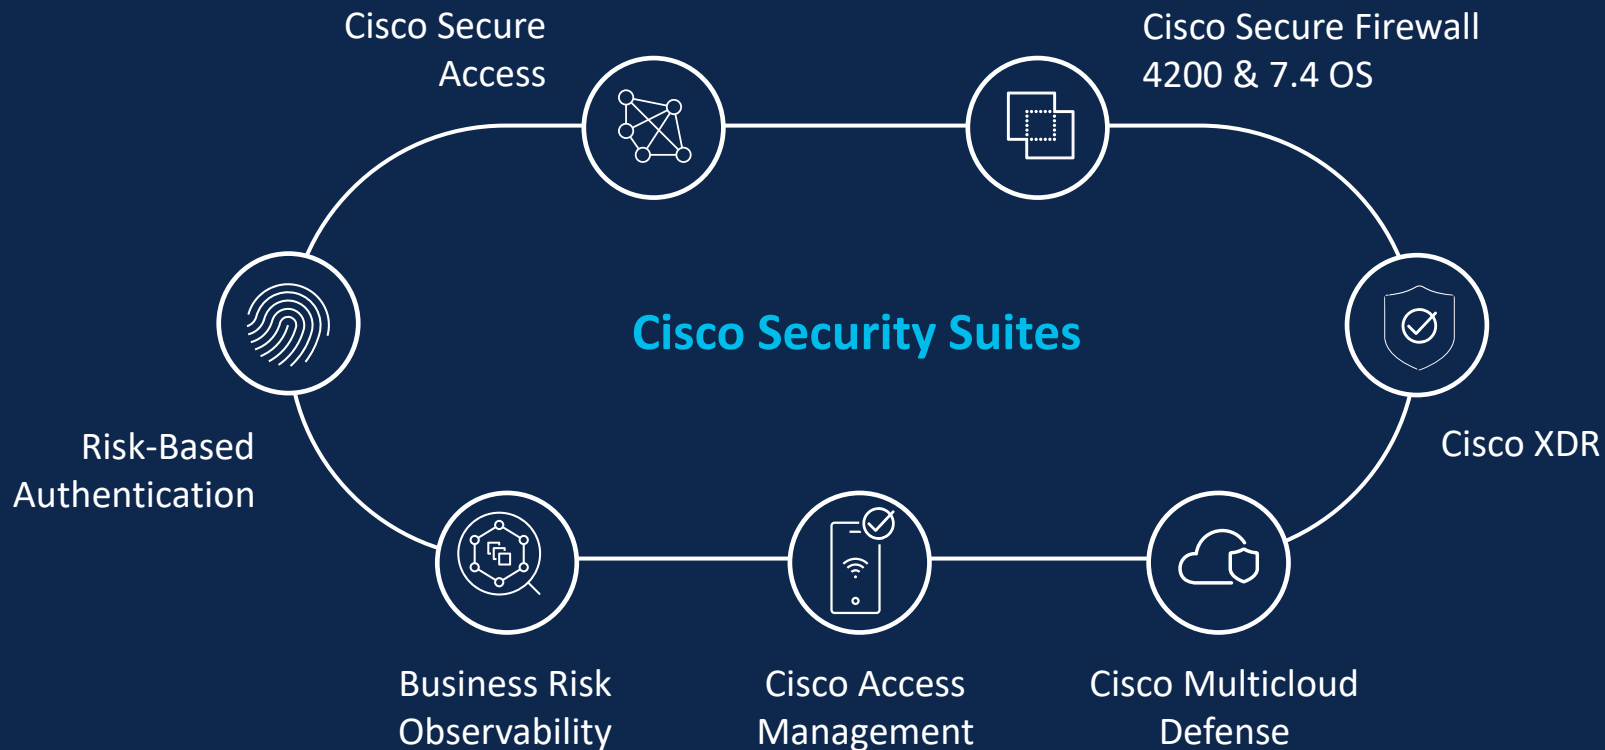 Cisco Secure
Access
Cisco Secure Firewall
4200 & 7.4 OS
Cisco Security Suites
Risk-Based
Authentication
Cisco XDR
Business Risk
Observability
Cisco Access
Management
Cisco Multicloud
Defense